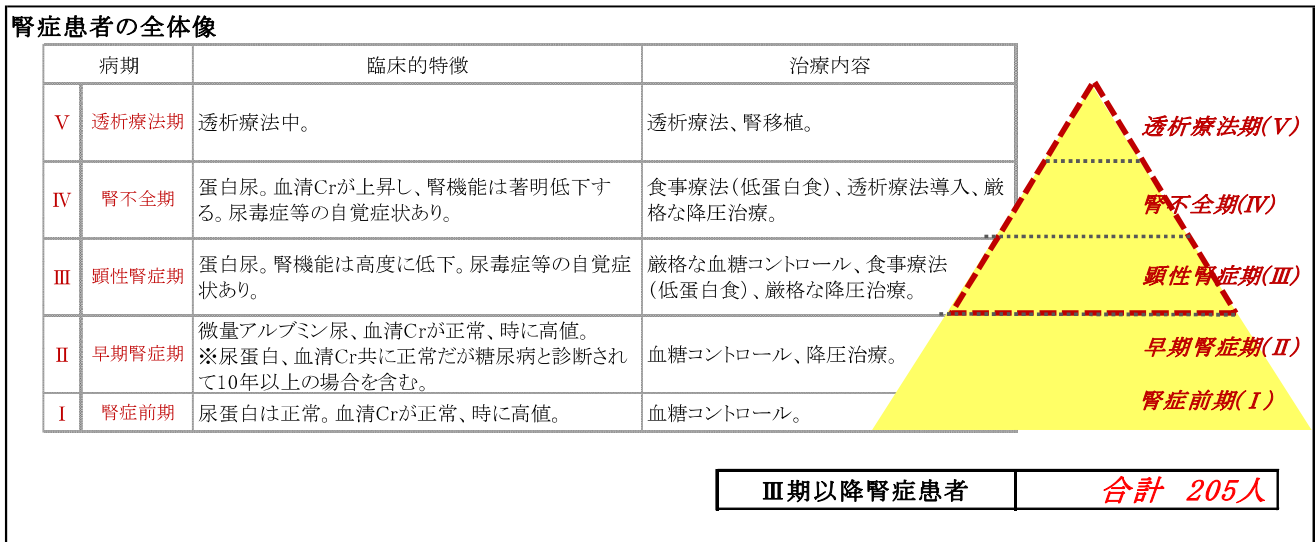 腎症患者の全体像
病期 臨床的特徴 治療内容
Ⅴ 透析療法期 透析療法中。 透析療法、腎移植。
Ⅳ 腎不全期 蛋白尿。血清Crが上昇し、腎機能は著明低下す
る。尿毒症等の自覚症状あり。
食事療法(低蛋白食)、透析療法導入、厳
格な降圧治療。
Ⅲ 顕性腎症期 蛋白尿。腎機能は高度に低下。尿毒症等の自覚症
状あり。
厳格な血糖コントロール、食事療法
(低蛋白食)、厳格な降圧治療。
Ⅱ 早期腎症期 微量アルブミン尿、血清Crが正常、時に高値。
※尿蛋白、血清Cr共に正常だが糖尿病と診断され
て10年以上の場合を含む。
血糖コントロール、降圧治療。
Ⅰ 腎症前期 尿蛋白は正常。血清Crが正常、時に高値。 血糖コントロール。
透析療法期(Ⅴ)
腎不全期(Ⅳ)
顕性腎症期(Ⅲ)
早期腎症期(Ⅱ)
腎症前期(Ⅰ)
Ⅲ期以降腎症患者 合計 205人